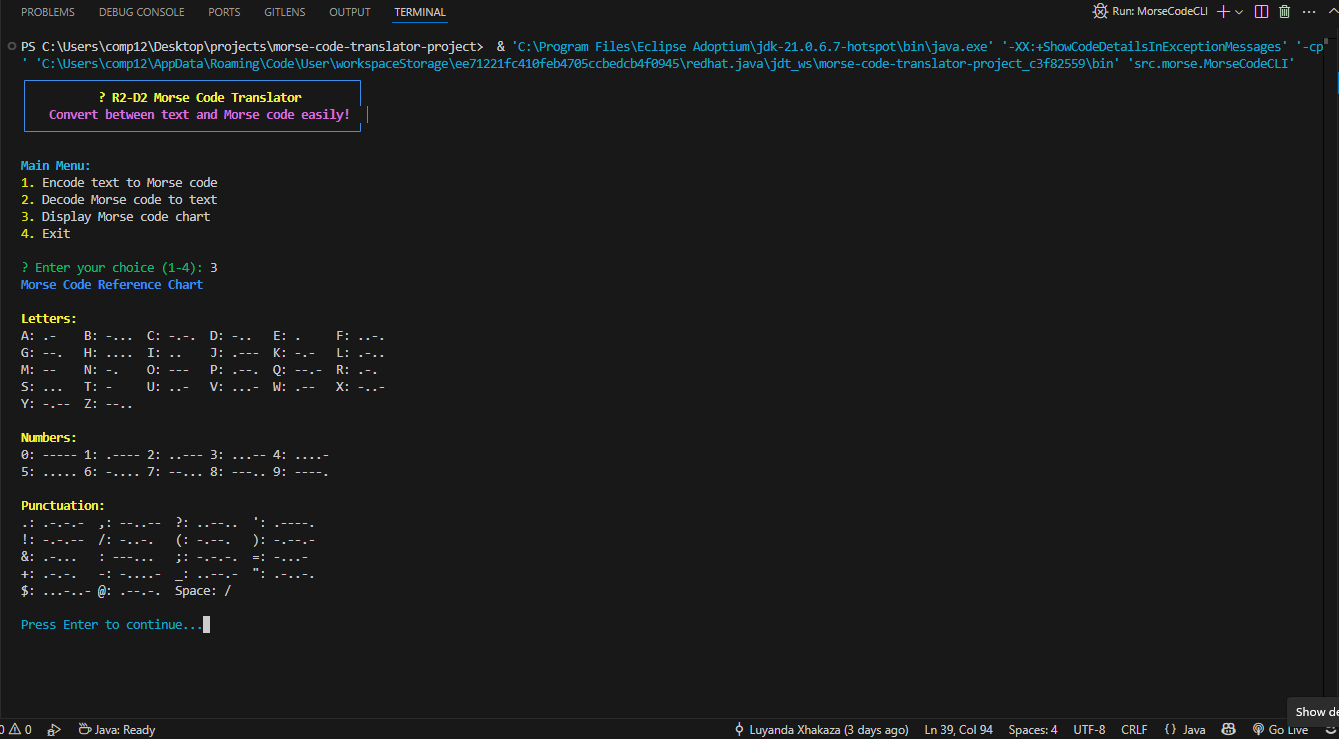 PROBLEMS DEBUG CONSOLE PORTS GITLENS OUTPUT TERMINAL Run: MorseCodeCLI
PS C:\Users\comp12\Desktop\projects\morse-code-translator-project> & 'C:\Program Files\Eclipse Adoptium\jdk-21.0.6.7-hotspot\bin\java.exe' '-XX:+ShowCodeDetailsInExceptionMessages' '-cp
' 'C:\Users\comp12\AppData\Roaming\Code\User\workspaceStorage\ee71221fc410feb4705ccbedcb4f0945\redhat.java\jdt_ws\morse-code-translator-project_c3f82559\bin' 'src.morse.MorseCodeCLI'
? R2-D2 Morse Code Translator
Convert between text and Morse code easily!
Main Menu:
1. Encode text to Morse code
2. Decode Morse code to text
3. Display Morse code chart
4. Exit
? Enter your choice (1-4): 3
Morse Code Reference Chart
Letters:
A: .- B: -... C: -.-. D: -.. E: . F: ..-.
G: --. H: .... I: .. J: .--- K: -.- L: .-..
M: -- N: -. O: --- P: .--. Q: --.- R: .-.
S: ... T: - U: ..- V: ...- W: .-- X: -..-
Y: -.-- Z: --..
Numbers:
0: ----- 1: .---- 2: ..--- 3: ...-- 4: ....-
5: ..... 6: -.... 7: --... 8: ---.. 9: ----.
Punctuation:
.: .-.-.- ,: --..-- ?: ..--.. ': .----.
!: -.-.-- /: -..-. (: -.--. ): -.--.-
&: .-... : ---... ;: -.-.-. =: -...-
+: .-.-. -: -....- _: ..--.- ": .-..-.
$: ...-..- @: .--.-. Space: /
Press Enter to continue...
Show de
0 0 Java: Ready Luyanda Xhakaza (3 days ago) Ln 39, Col 94 Spaces: 4 UTF-8 CRLF {} Java Go Live